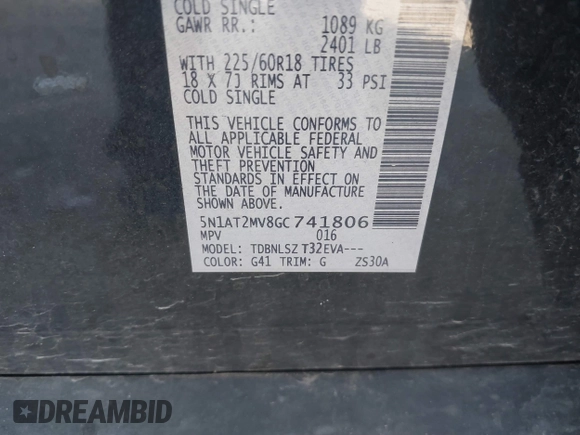 COLD SINGLE
GAWR RR.: 1089 KG
2401 LB
WITH 225/60R18 TIRES
18 X 7J RIMS AT 33 PSI
COLD SINGLE
THIS VEHICLE CONFORMS TO
ALL APPLICABLE FEDERAL
MOTOR VEHICLE SAFETY AND
THEFT PREVENTION
STANDARDS IN EFFECT ON
THE DATE OF MANUFACTURE
SHOWN ABOVE.
5N1AT2MV8GC741806
MPV 016
MODEL: TDBNLSZ T32EVA---
COLOR: G41 TRIM: G ZS30A
DREAMBID